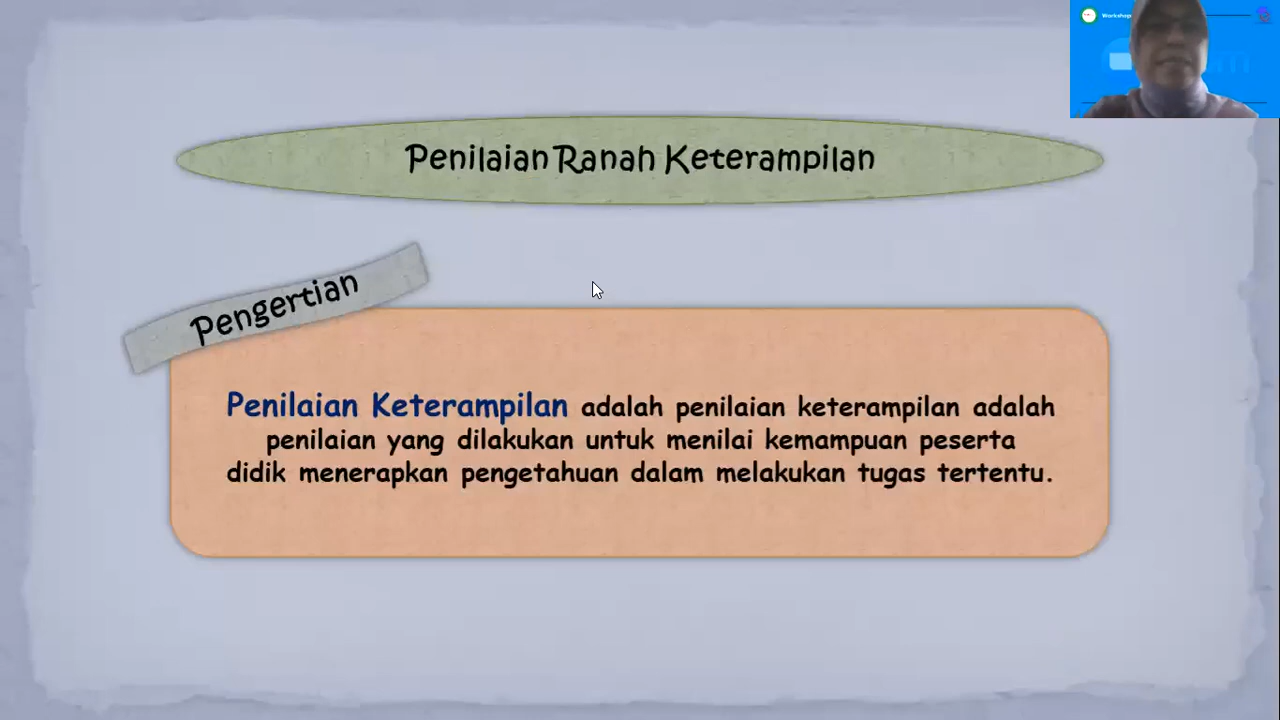 Workshop
Penilaian Ranah Keterampilan
Pengertian
Penilaian Keterampilan adalah penilaian keterampilan adalah
penilaian yang dilakukan untuk menilai kemampuan peserta
didik menerapkan pengetahuan dalam melakukan tugas tertentu.